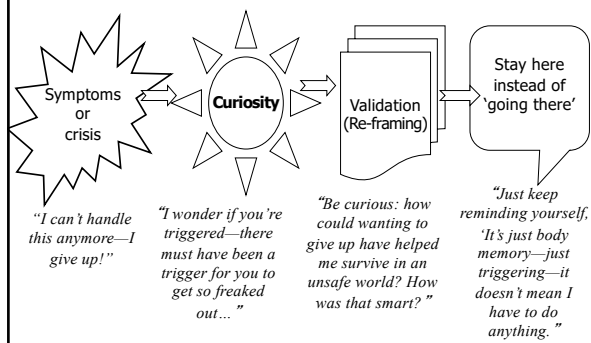 Symptoms
or
crisis
Curiosity
Validation
(Re-framing)
Stay here
instead of
‘going there’
“I can’t handle
this anymore—I
give up!”
“I wonder if you’re
triggered—there
must have been a
trigger for you to
get so freaked
out… ”
“Be curious: how
could wanting to
give up have helped
me survive in an
unsafe world? How
was that smart? ”
“Just keep
reminding yourself,
‘It’s just body
memory—just
triggering—it
doesn’t mean I
have to do
anything. ”